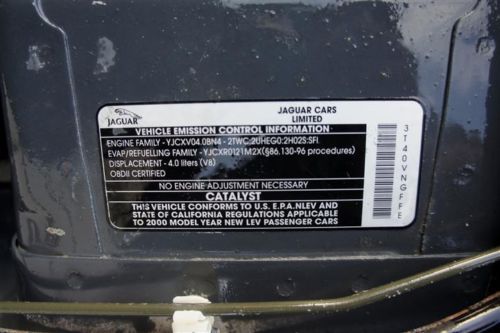 JAGUAR
JAGUAR CARS
LIMITED
VEHICLE EMISSION CONTROL INFORMATION
ENGINE FAMILY - YJCXV04.0BN4 - 2TWC:2UHEGO:2HO2S:SFI
EVAP/REFUELLING FAMILY - YJCXR0121M2X(§86.130-96 procedures)
DISPLACEMENT - 4.0 liters (V8)
OBDII CERTIFIED
NO ENGINE ADJUSTMENT NECESSARY
CATALYST
THIS VEHICLE CONFORMS TO U.S. E.P.A.NLEV AND
STATE OF CALIFORNIA REGULATIONS APPLICABLE
TO 2000 MODEL YEAR NEW LEV PASSENGER CARS
3T40VNGFFE